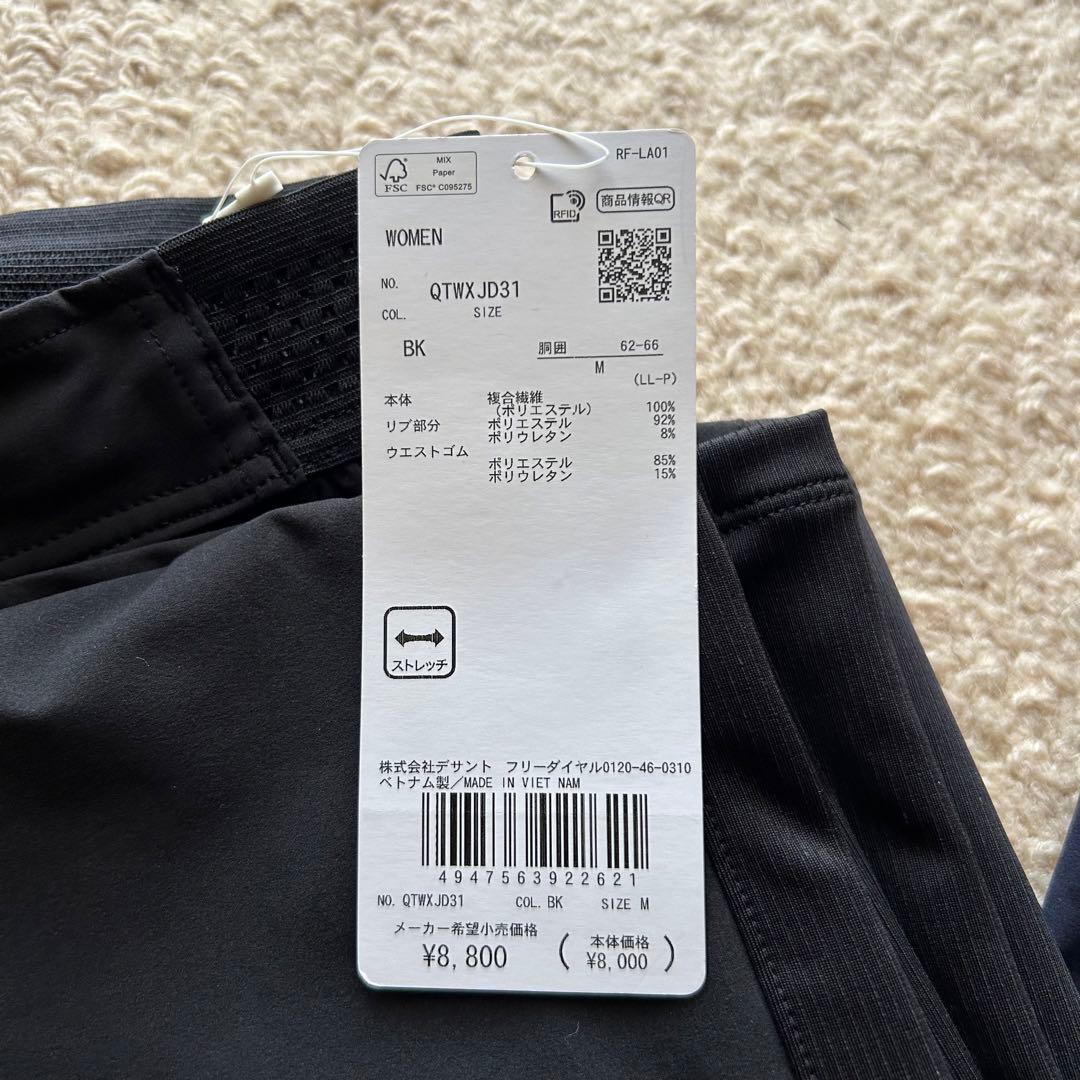 RF-LA01
MIX
Paper
FSC® C095275
FSC
RFID
商品情報QR
WOMEN
NO. QTWXJD31
COL. SIZE
BK 胴囲 62-66
M
(LL-P)
本体 複合繊維
(ポリエステル) 100%
リブ部分 ポリエステル 92%
ポリウレタン 8%
ウエストゴム
ポリエステル 85%
ポリウレタン 15%
ストレッチ
株式会社デサント フリーダイヤル0120-46-0310
ベトナム製/MADE IN VIET NAM
4947563922621
NO. QTWXJD31 COL. BK SIZE M
メーカー希望小売価格
¥8,800 ( 本体価格 ¥8,000 )